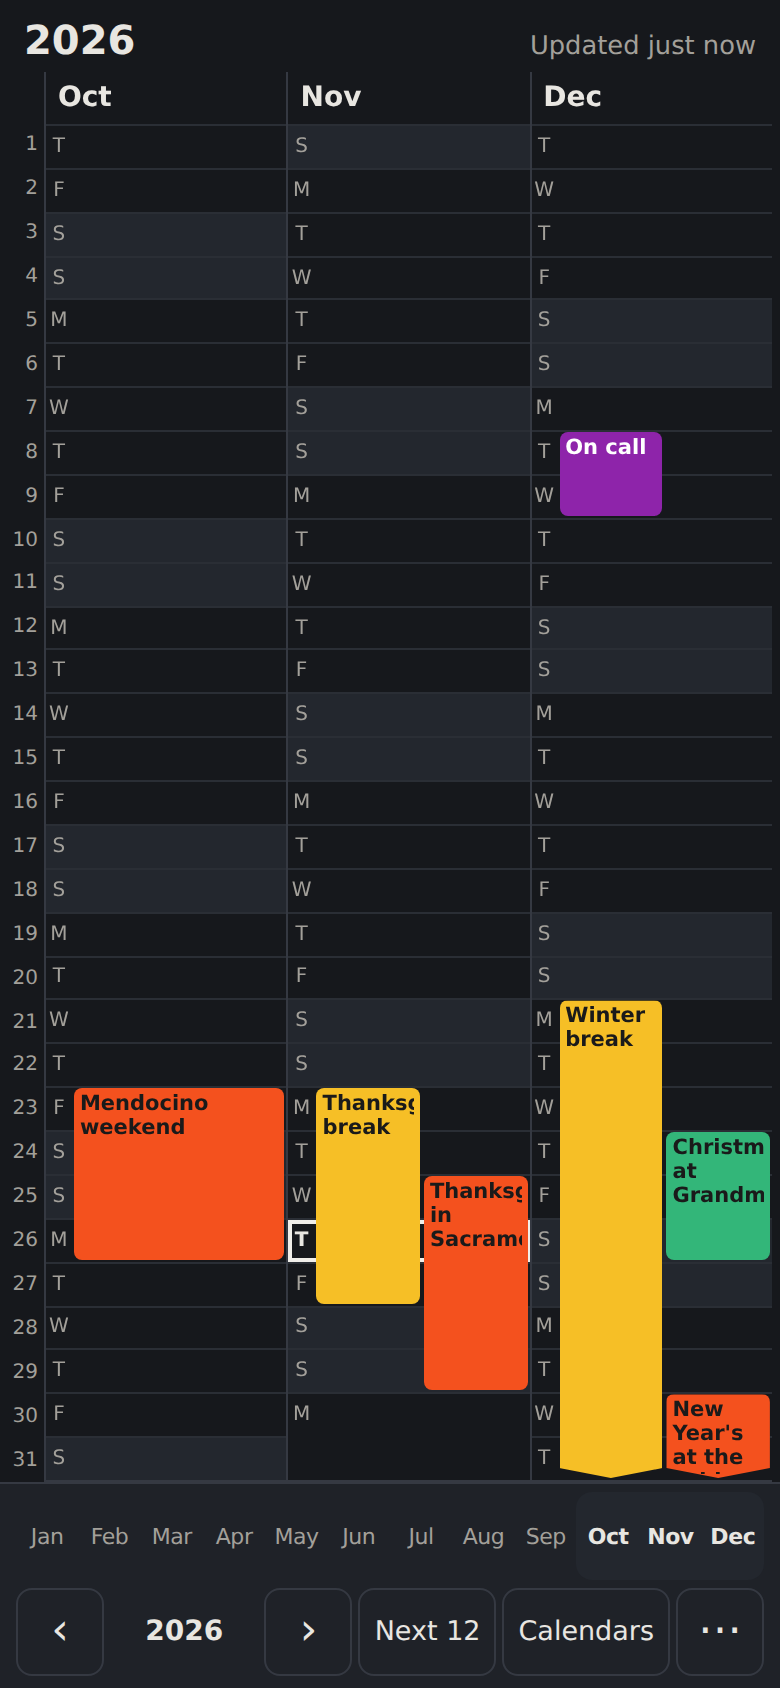 2026 Updated just now
Oct Nov Dec
1 T S T
2 F M W
3 S T T
4 S W F
5 M T S
6 T F S
7 W S M
8 T S T On call
9 F M W
10 S T T
11 S W F
12 M T S
13 T F S
14 W S M
15 T S T
16 F M W
17 S T T
18 S W F
19 M T S
20 T F S
21 W S M Winter
break
22 T S T
23 F Mendocino M Thanksg W
weekend break
24 S T T Christm
at
25 S W Thanksg F Grandm
in
26 M T Sacrame S
27 T F S
28 W S M
29 T S T
30 F M W New
Year's
31 S T at the
Jan Feb Mar Apr May Jun Jul Aug Sep Oct Nov Dec
‹ 2026 › Next 12 Calendars ...